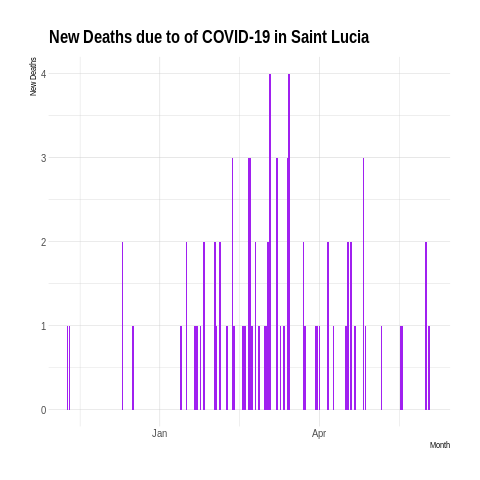 New Deaths due to of COVID-19 in Saint Lucia
New Deaths
4
3
2
1
0
Jan Apr
Month